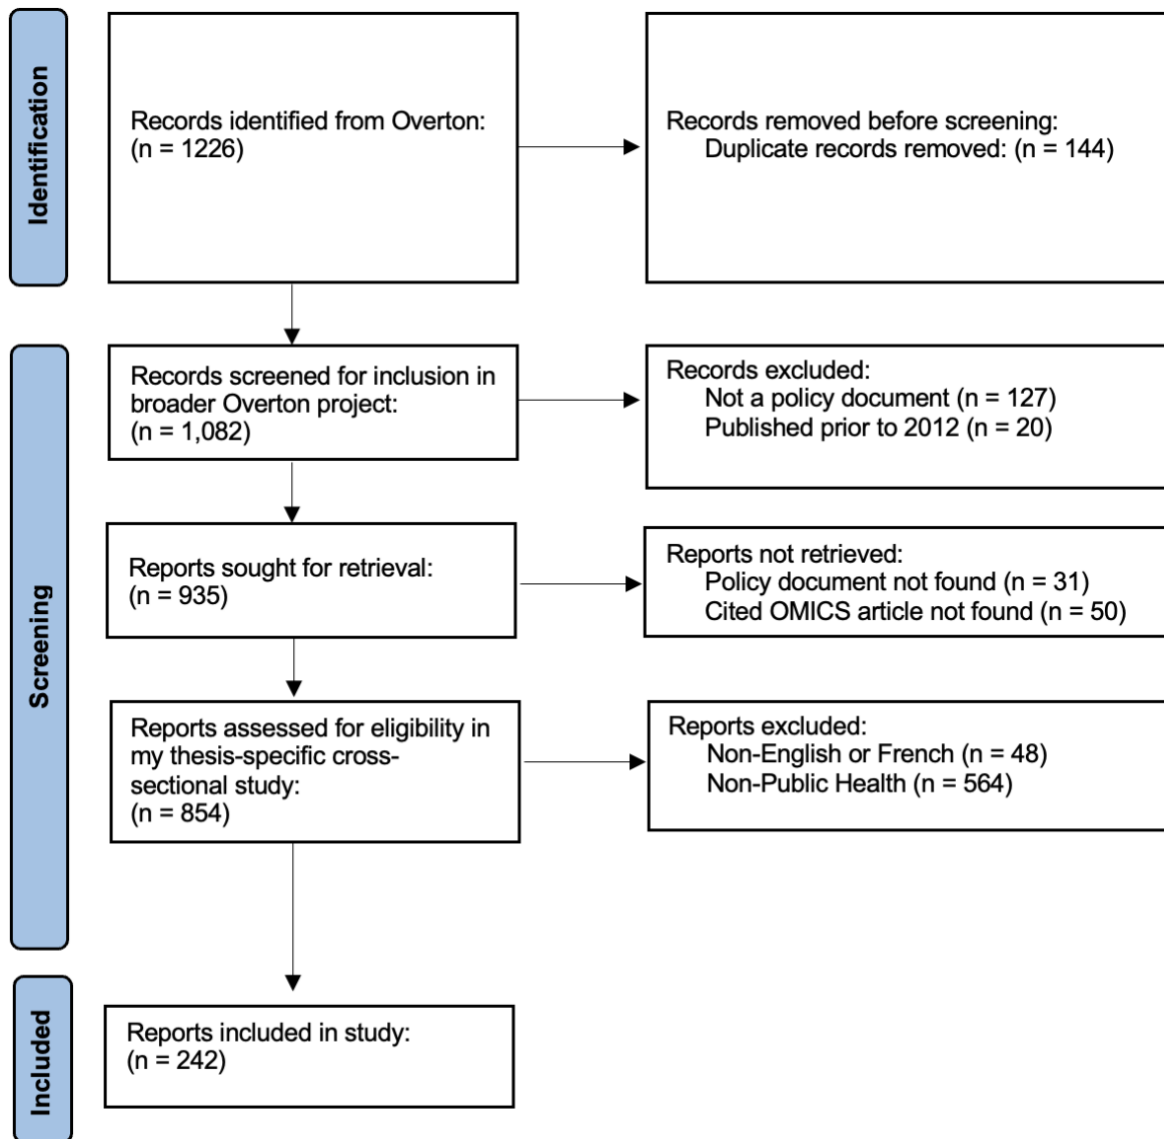 Identification
Records identified from Overton:
(n = 1226)
Records removed before screening:
Duplicate records removed: (n = 144)
Screening
Records screened for inclusion in
broader Overton project:
(n = 1,082)
Records excluded:
Not a policy document (n = 127)
Published prior to 2012 (n = 20)
Reports sought for retrieval:
(n = 935)
Reports not retrieved:
Policy document not found (n = 31)
Cited OMICS article not found (n = 50)
Reports assessed for eligibility in
my thesis-specific cross-
sectional study:
(n = 854)
Reports excluded:
Non-English or French (n = 48)
Non-Public Health (n = 564)
Included
Reports included in study:
(n = 242)